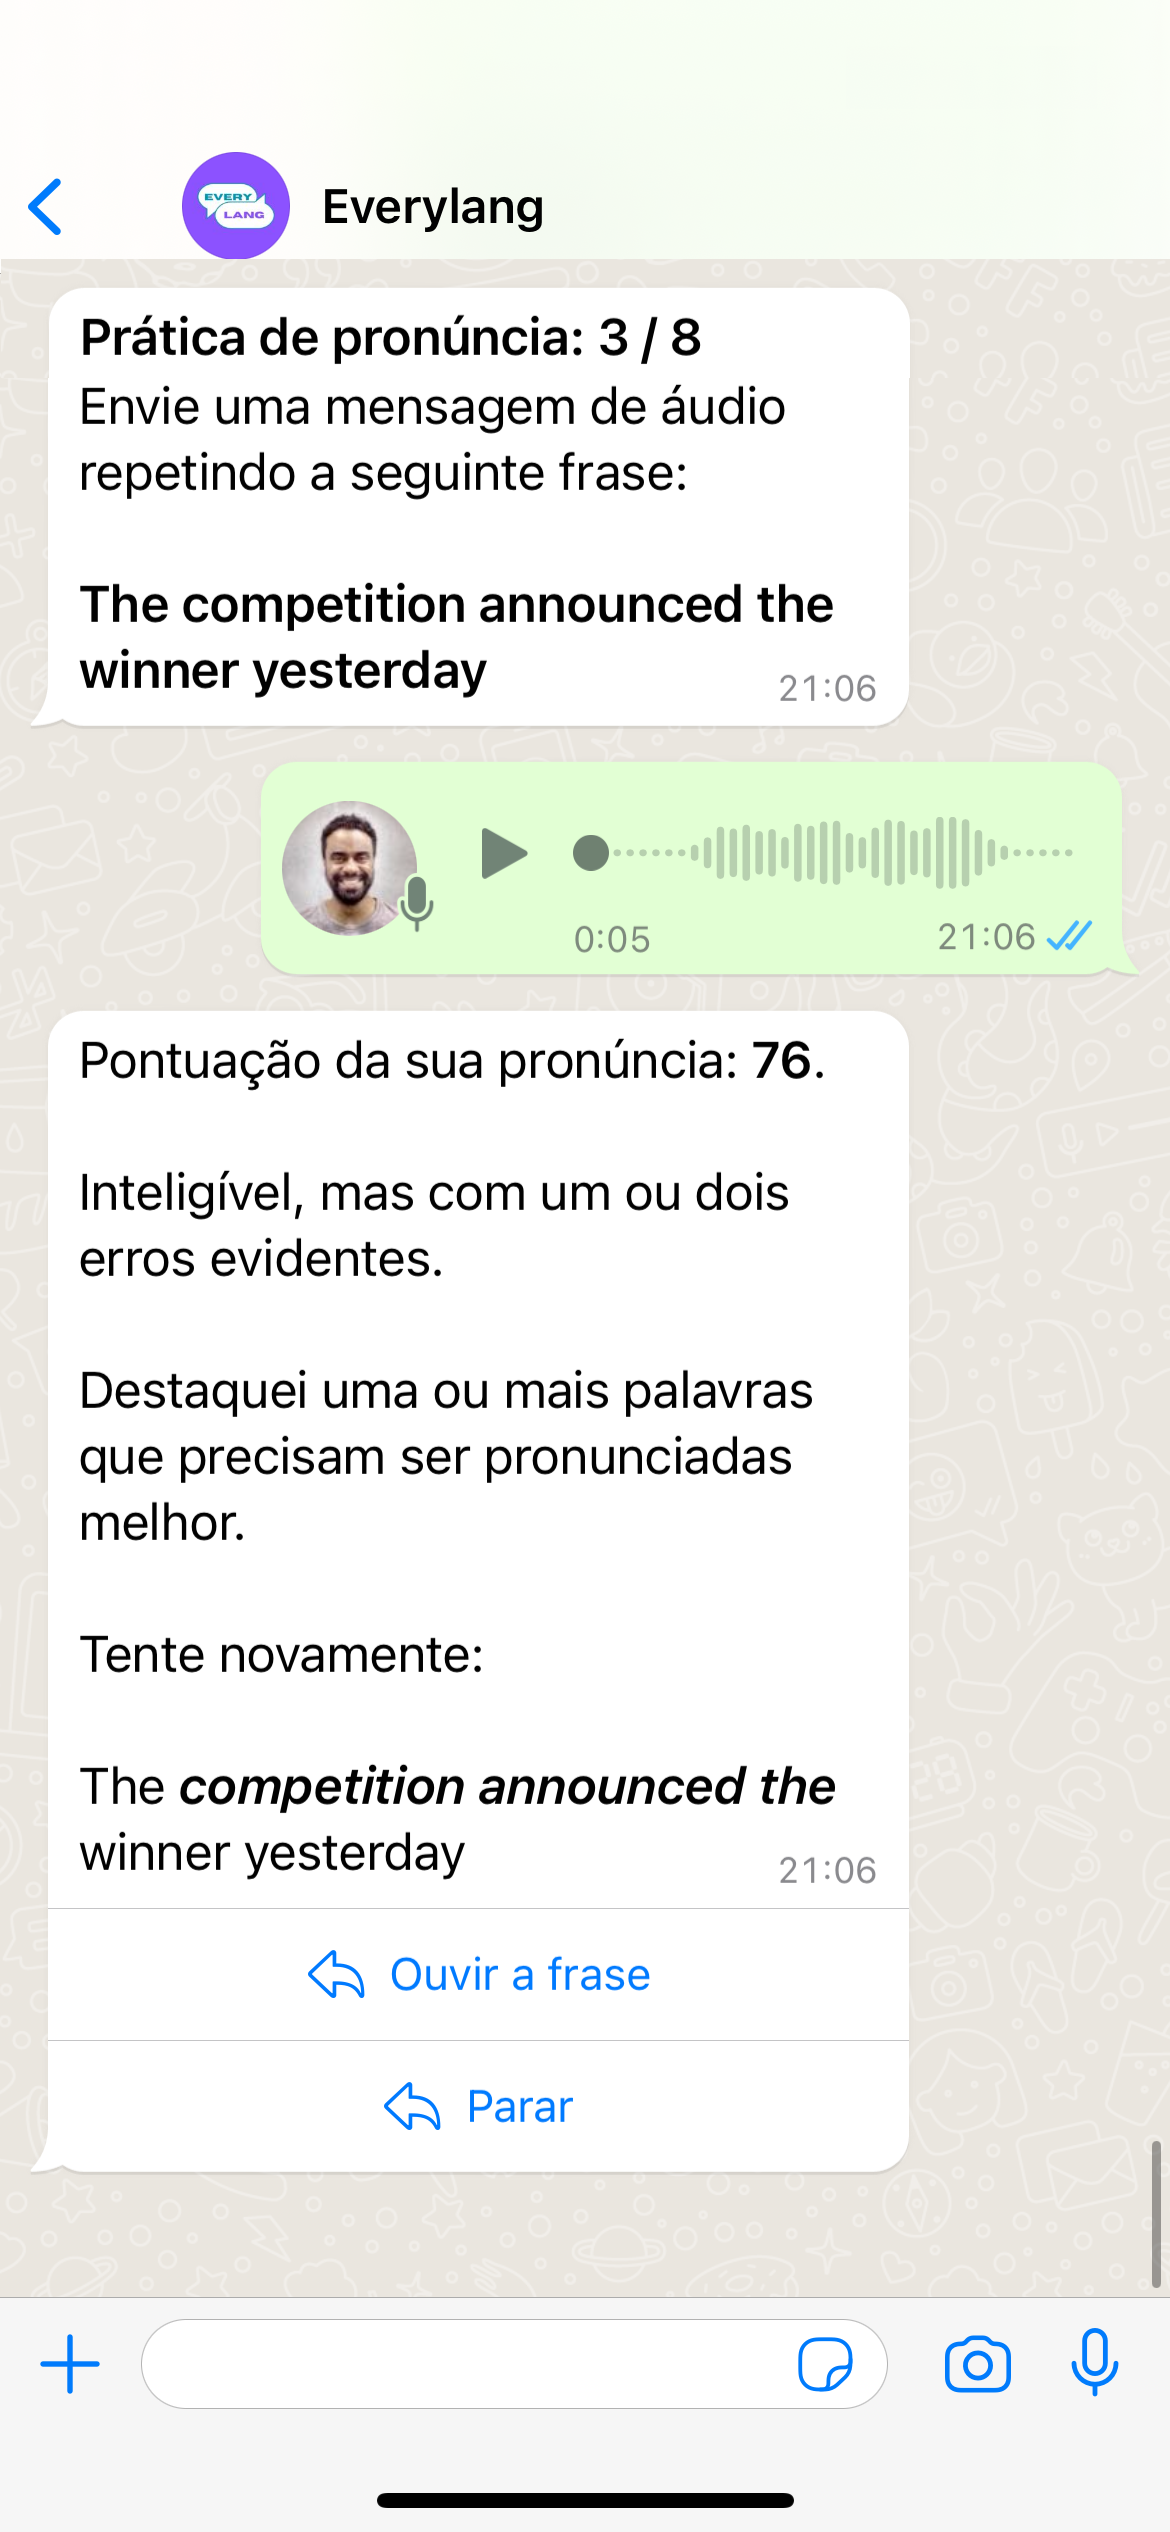 EVERY
LANG
Everylang
Prática de pronúncia: 3 / 8
Envie uma mensagem de áudio
repetindo a seguinte frase:
The competition announced the
winner yesterday
21:06
0:05
21:06
Pontuação da sua pronúncia: 76.
Inteligível, mas com um ou dois
erros evidentes.
Destaquei uma ou mais palavras
que precisam ser pronunciadas
melhor.
Tente novamente:
The competition announced the
winner yesterday
21:06
Ouvir a frase
Parar